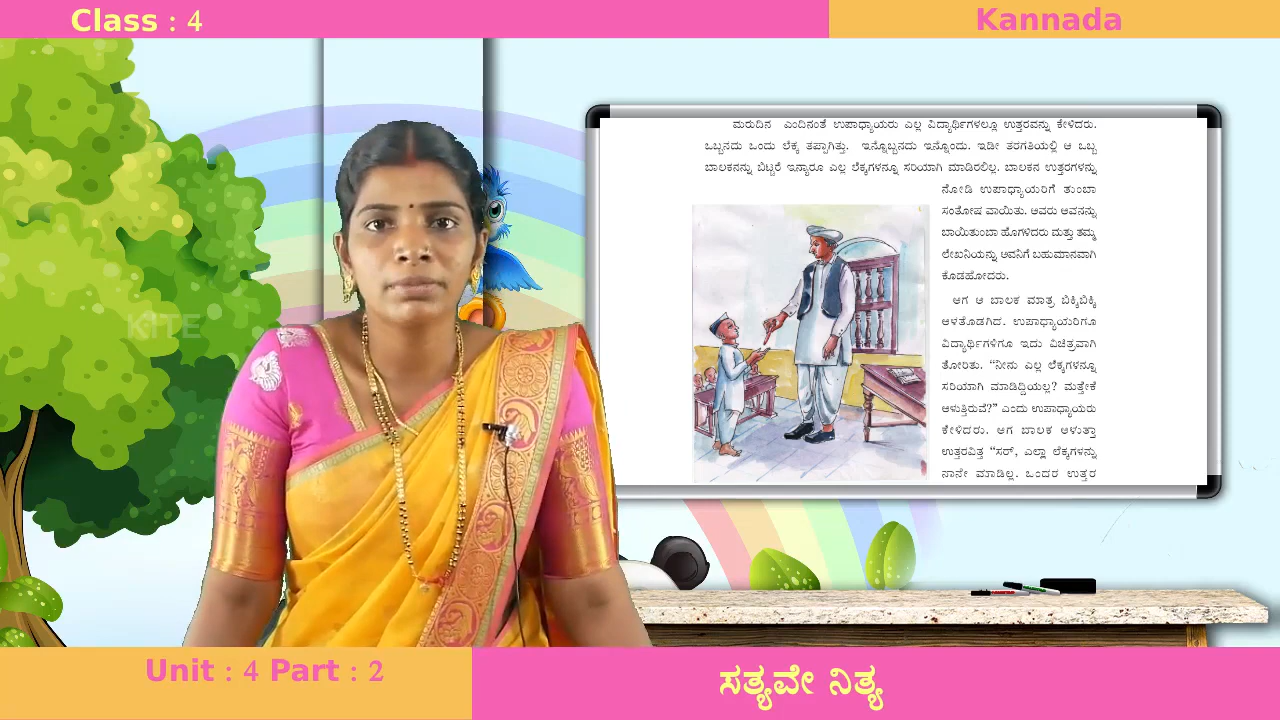 Class : 4
Kannada
ಮರುದಿನ ಎಂದಿನಂತೆ ಉಪಾಧ್ಯಾಯರು ಎಲ್ಲ ವಿದ್ಯಾರ್ಥಿಗಳಲ್ಲೂ ಉತ್ತರವನ್ನು ಕೇಳಿದರು.
ಒಬ್ಬನದು ಒಂದು ಲೆಕ್ಕ ತಪ್ಪಾಗಿತ್ತು. ಇನ್ನೊಬ್ಬನದು ಇನ್ನೊಂದು. ಇಡೀ ತರಗತಿಯಲ್ಲಿ ಆ ಒಬ್ಬ
ಬಾಲಕನನ್ನು ಬಿಟ್ಟರೆ ಇನ್ಯಾರೂ ಎಲ್ಲ ಲೆಕ್ಕಗಳನ್ನೂ ಸರಿಯಾಗಿ ಮಾಡಿರಲಿಲ್ಲ. ಬಾಲಕನ ಉತ್ತರಗಳನ್ನು
ನೋಡಿ ಉಪಾಧ್ಯಾಯರಿಗೆ ತುಂಬಾ
ಸಂತೋಷ ವಾಯಿತು. ಅವರು ಅವನನ್ನು
ಬಾಯಿತುಂಬಾ ಹೊಗಳಿದರು ಮತ್ತು ತಮ್ಮ
ಲೇಖನಿಯನ್ನು ಅವನಿಗೆ ಬಹುಮಾನವಾಗಿ
ಕೊಡಹೋದರು.
ಆಗ ಆ ಬಾಲಕ ಮಾತ್ರ ಬಿಕ್ಕಿಬಿಕ್ಕಿ
ಅಳತೊಡಗಿದ. ಉಪಾಧ್ಯಾಯರಿಗೂ
ವಿದ್ಯಾರ್ಥಿಗಳಿಗೂ ಇದು ವಿಚಿತ್ರವಾಗಿ
ತೋರಿತು. “ನೀನು ಎಲ್ಲ ಲೆಕ್ಕಗಳನ್ನೂ
ಸರಿಯಾಗಿ ಮಾಡಿದ್ದಿಯಲ್ಲ? ಮತ್ತೇಕೆ
ಅಳುತ್ತಿರುವೆ?” ಎಂದು ಉಪಾಧ್ಯಾಯರು
ಕೇಳಿದರು. ಆಗ ಬಾಲಕ ಅಳುತ್ತಾ
ಉತ್ತರವಿತ್ತ “ಸರ್, ಎಲ್ಲಾ ಲೆಕ್ಕಗಳನ್ನು
ನಾನೇ ಮಾಡಿಲ್ಲ. ಒಂದರ ಉತ್ತರ
KITE
Unit : 4 Part : 2
ಸತ್ಯವೇ ನಿತ್ಯ